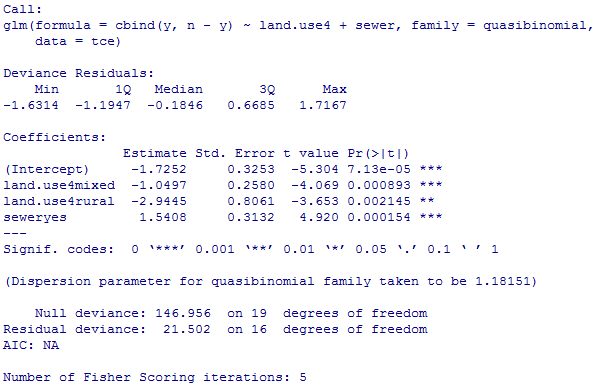 Call:
glm(formula = cbind(y, n - y) ~ land.use4 + sewer, family = quasibinomial,
    data = tce)
Deviance Residuals:
    Min       1Q   Median       3Q      Max
-1.6314  -1.1947  -0.1846   0.6685   1.7167
Coefficients:
               Estimate Std. Error t value Pr(>|t|)
(Intercept)     -1.7252     0.3253  -5.304 7.13e-05 ***
land.use4mixed  -1.0497     0.2580  -4.069 0.000893 ***
land.use4rural  -2.9445     0.8061  -3.653 0.002145 **
seweryes         1.5408     0.3132   4.920 0.000154 ***
---
Signif. codes:  0 ‘***’ 0.001 ‘**’ 0.01 ‘*’ 0.05 ‘.’ 0.1 ‘ ’ 1
(Dispersion parameter for quasibinomial family taken to be 1.18151)
    Null deviance: 146.956  on 19  degrees of freedom
Residual deviance:  21.502  on 16  degrees of freedom
AIC: NA
Number of Fisher Scoring iterations: 5